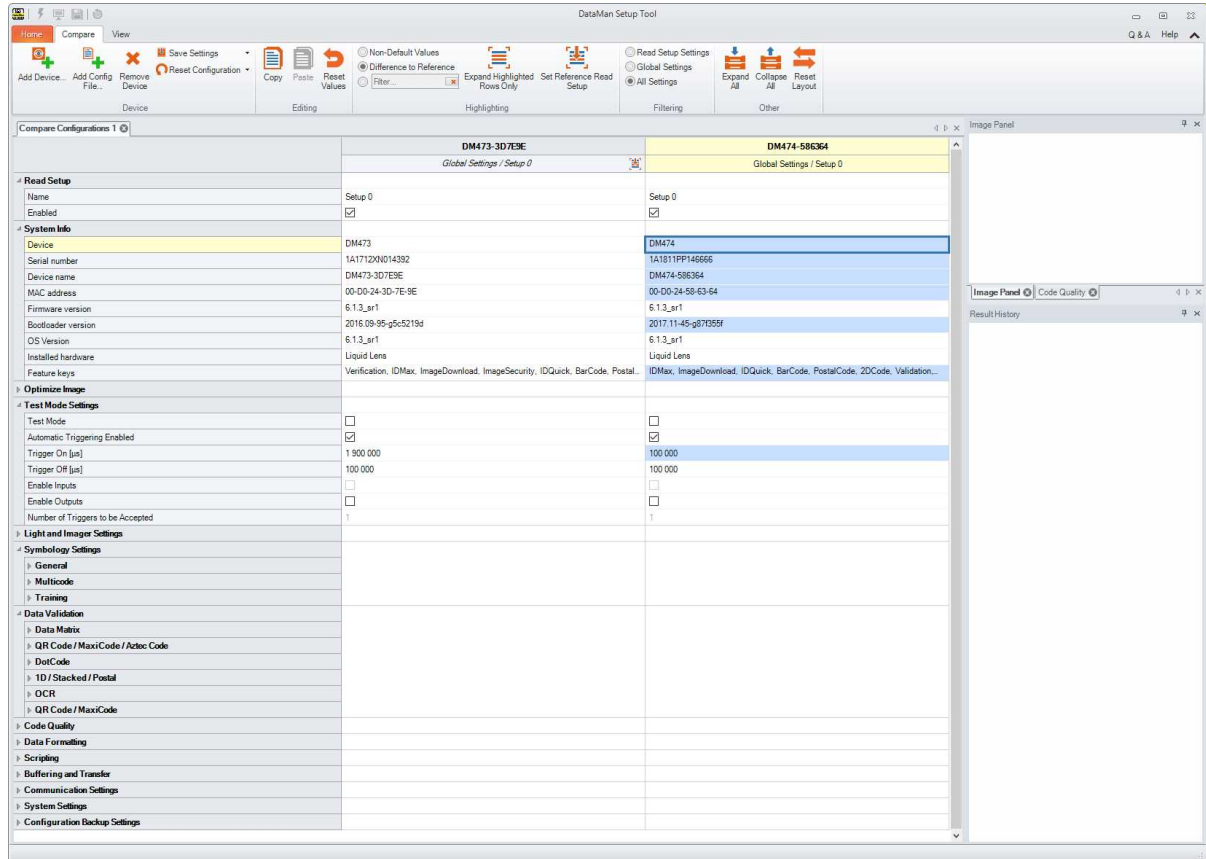 DataMan Setup Tool
Home Compare View Q & A Help
Add Device... Add Config File... Remove Device Save Settings Reset Configuration
Device
Copy Paste Reset Values
Editing
Non-Default Values
Difference to Reference
Filter...
Expand Highlighted Rows Only Set Reference Read Setup
Highlighting
Read Setup Settings
Global Settings
All Settings
Filtering
Expand All Collapse All Reset Layout
Other
Compare Configurations 1
DM473-3D7E9E DM474-586364
Global Settings / Setup 0 Global Settings / Setup 0
Read Setup
Name Setup 0 Setup 0
Enabled
System Info
Device DM473 DM474
Serial number 1A1712XN014392 1A1811PP146666
Device name DM473-3D7E9E DM474-586364
MAC address 00-D0-24-3D-7E-9E 00-D0-24-58-63-64
Firmware version 6.1.3_sr1 6.1.3_sr1
Bootloader version 2016.09-95-g5c5219d 2017.11-45-g87f355f
OS Version 6.1.3_sr1 6.1.3_sr1
Installed hardware Liquid Lens Liquid Lens
Feature keys Verification, IDMax, ImageDownload, ImageSecurity, IDQuick, BarCode, Postal... IDMax, ImageDownload, IDQuick, BarCode, PostalCode, 2DCode, Validation,...
Optimize Image
Test Mode Settings
Test Mode
Automatic Triggering Enabled
Trigger On [µs] 1 900 000 100 000
Trigger Off [µs] 100 000 100 000
Enable Inputs
Enable Outputs
Number of Triggers to be Accepted 1 1
Light and Imager Settings
Symbology Settings
General
Multicode
Training
Data Validation
Data Matrix
QR Code / MaxiCode / Aztec Code
DotCode
1D / Stacked / Postal
OCR
QR Code / MaxiCode
Code Quality
Data Formatting
Scripting
Buffering and Transfer
Communication Settings
System Settings
Configuration Backup Settings
Image Panel
Image Panel Code Quality
Result History